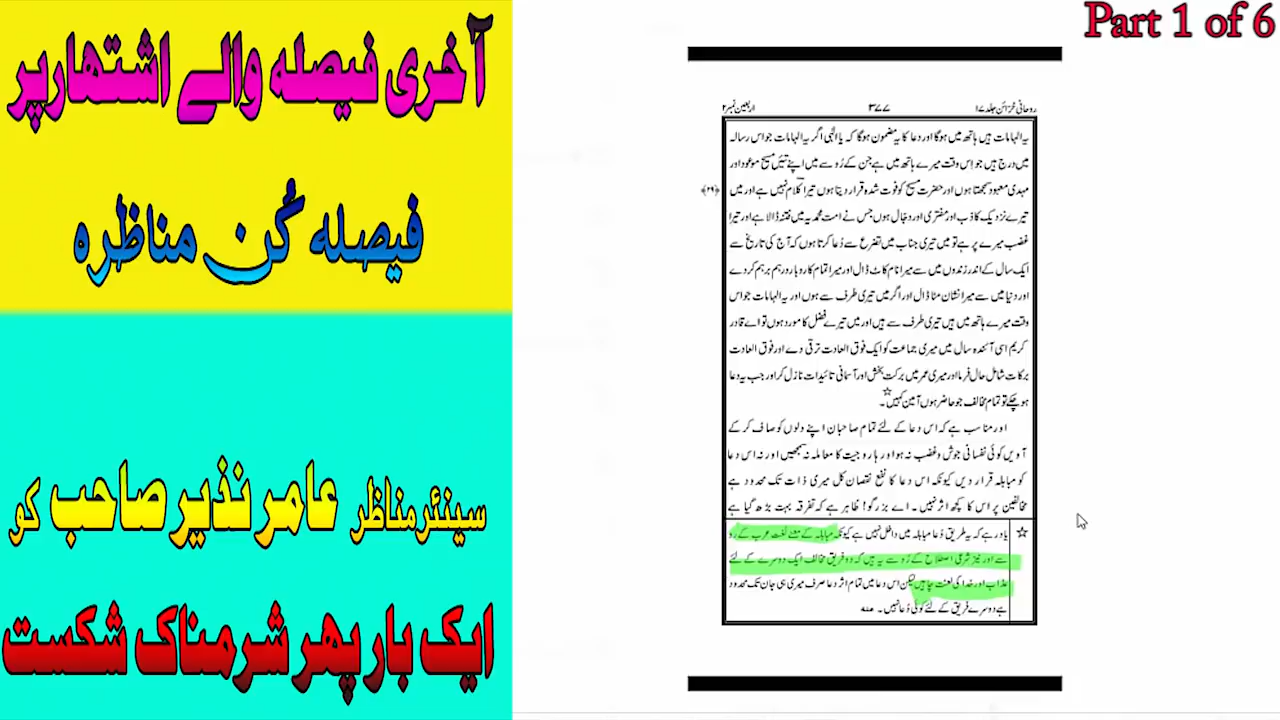 Part 1 of 6
آخری فیصلہ والے اشتھارپر
فیصلہ کُن مناظرہ
سینئرمناظر عامرنذیرصاحب کو
ایک بارپھر شرمناک شکست
روحانی خزائن جلد ۱۷
۳۷۷
اربعین نمبر ۲
یہ الہامات ہیں ہاتھ میں ہوگا اور دعا کا یہ مضمون ہوگا کہ یا الٰہی اگر یہ الہامات جو اس رسالہ
میں درج ہیں جو اس وقت میرے ہاتھ میں ہے جن کے رُو سے میں اپنے تئیں مسیح موعود اور
مہدی معہود سمجھتا ہوں اور حضرت مسیح کو فوت شدہ قرار دیتا ہوں تیرا کلام نہیں ہے اور میں
﴿۲۹﴾
تیرے نزدیک کاذب اور مفتری اور دجّال ہوں جس نے امت محمدیہ میں فتنہ ڈالا ہے اور تیرا
غضب میرے پر ہے تو میں تیری جناب میں تضرع سے دُعا کرتا ہوں کہ آج کی تاریخ سے
ایک سال کے اندر زندوں میں سے میرا نام کاٹ ڈال اور میرا تمام کاروبار درہم برہم کر دے
اور دنیا میں سے میرا نشان مٹا ڈال اور اگر میں تیری طرف سے ہوں اور یہ الہامات جو اس
وقت میرے ہاتھ میں ہیں تیری طرف سے ہیں اور میں تیرے فضل کا مورد ہوں تو اے قادر
کریم اسی آئندہ سال میں میری جماعت کو ایک فوق العادت ترقی دے اور فوق العادت
برکات شامل حال فرما اور میری عمر میں برکت بخش اور آسمانی تائیدات نازل کر اور جب یہ دعا
ہو چکے تو تمام مخالف جو حاضر ہوں آمین کہیں☆۔
اور مناسب ہے کہ اس دعا کے لئے تمام صاحبان اپنے دلوں کو صاف کر کے
آویں کوئی نفسانی جوش و غضب نہ ہو اور ہار و جیت کا معاملہ نہ سمجھیں اور نہ اس دعا
کو مباہلہ قرار دیں کیونکہ اس دعا کا نفع نقصان کل میری ذات تک محدود ہے
مخالفین پر اس کا کچھ اثر نہیں۔ اے بزرگو! ظاہر ہے کہ تفرقہ بہت بڑھ گیا ہے
☆ یاد رہے کہ یہ طریق دُعا مباہلہ میں داخل نہیں ہے کیونکہ مباہلہ کے معنے لغت عرب کے رو
سے اور نیز شرعی اصطلاح کے رُو سے یہ ہیں کہ دو فریق مخالف ایک دوسرے کے لئے
عذاب اور خدا کی لعنت چاہیں لیکن اس دعا میں تمام اثر دعا صرف میری ہی جان تک محدود
ہے دوسرے فریق کے لئے کوئی دُعا نہیں۔ منہ